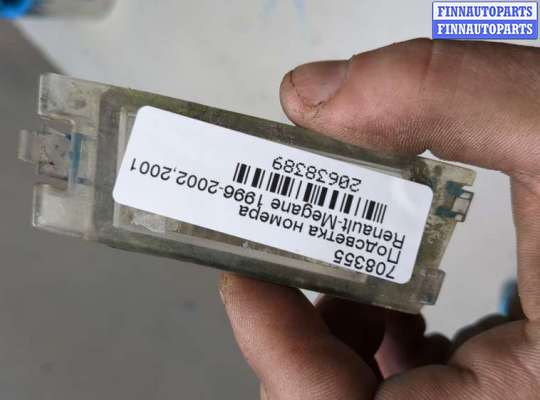 FINNAUTOPARTS
FINNAUTOPARTS
708355
Подсветка номера
Renault-Megane 1996-2002,2001
20638389